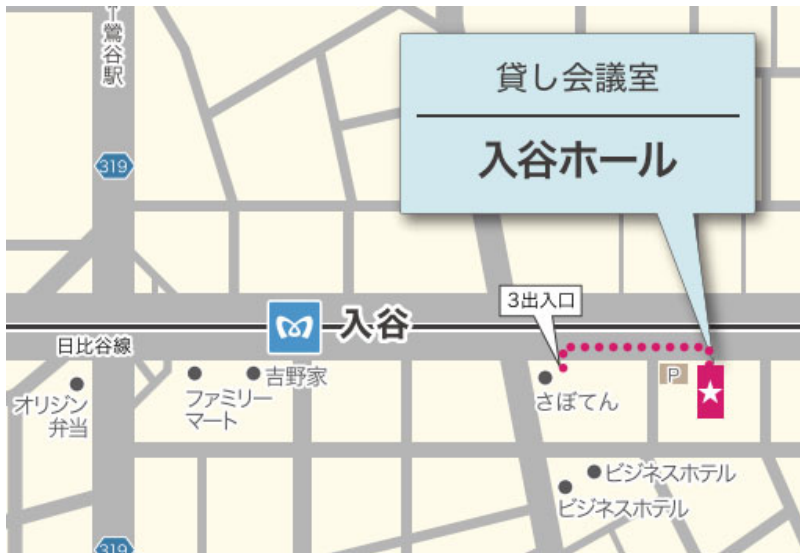 鶯谷駅
貸し会議室
入谷ホール
319
3出入口
入谷
日比谷線
吉野家
ファミリー
マート
オリジン
弁当
さぼてん
P
ビジネスホテル
ビジネスホテル
319